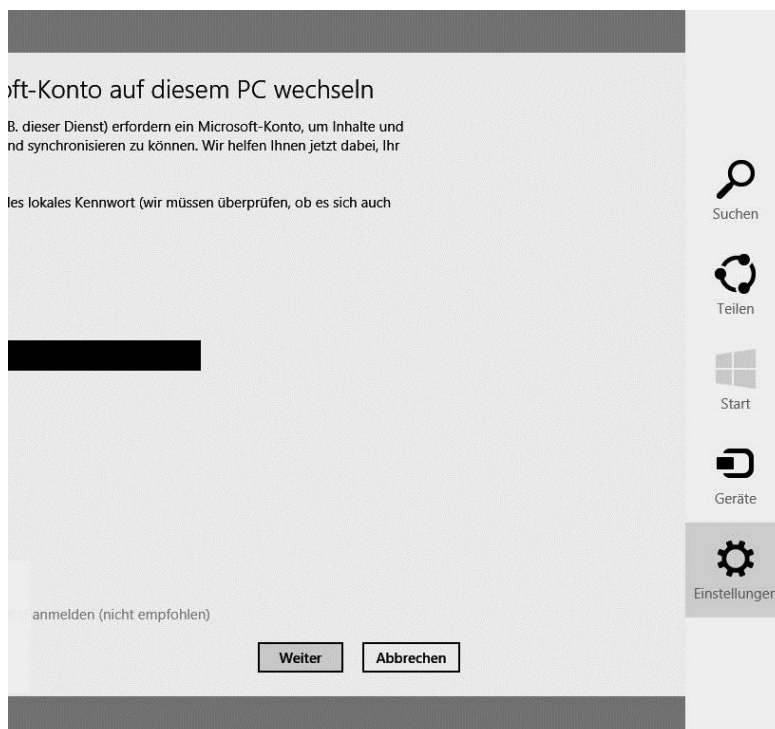 oft-Konto auf diesem PC wechseln
B. dieser Dienst) erfordern ein Microsoft-Konto, um Inhalte und
nd synchronisieren zu können. Wir helfen Ihnen jetzt dabei, Ihr
les lokales Kennwort (wir müssen überprüfen, ob es sich auch
anmelden (nicht empfohlen)
Weiter
Abbrechen
Suchen
Teilen
Start
Geräte
Einstellungen